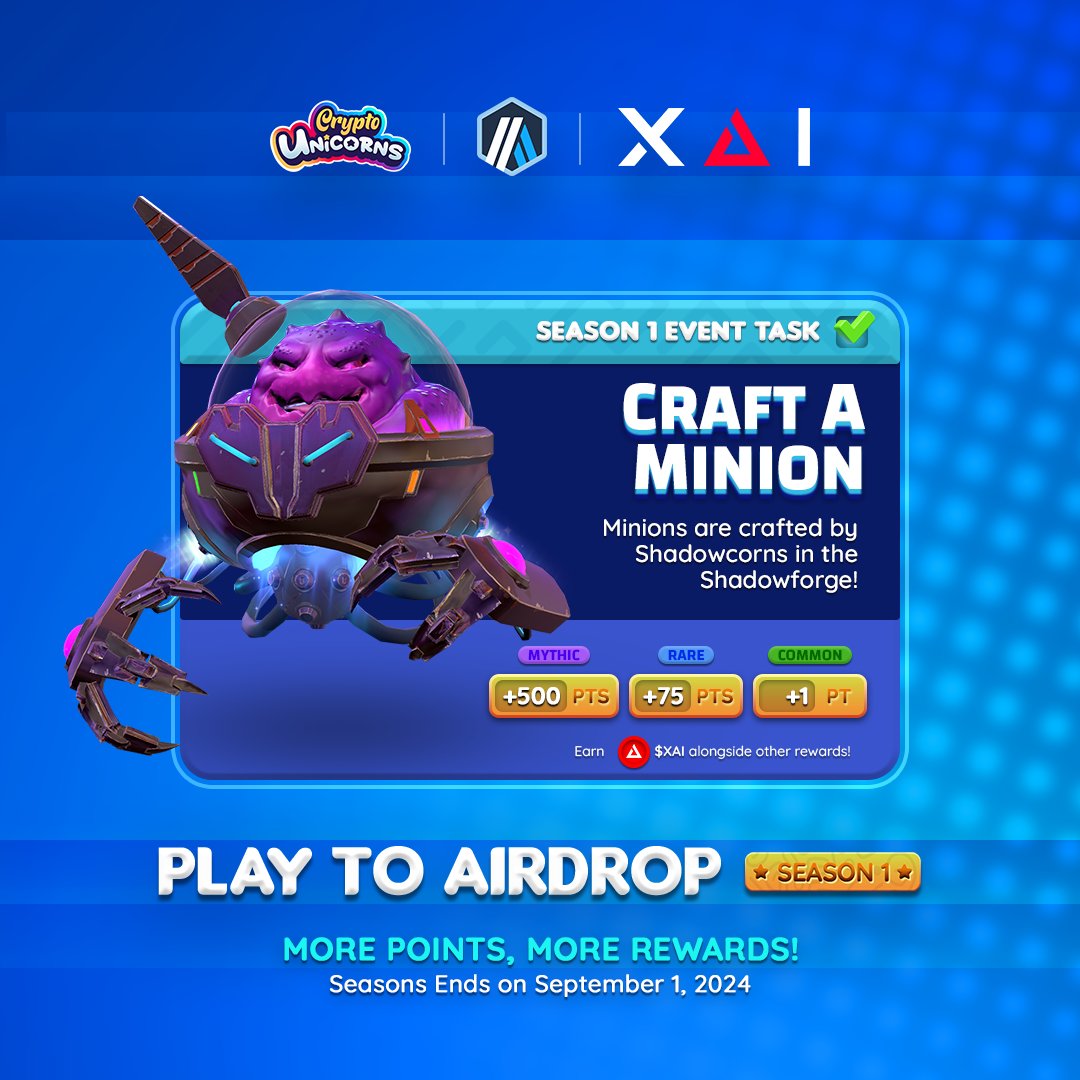 Crypto
UNICORNS
XAI
SEASON 1 EVENT TASK
CRAFT A
MINION
Minions are crafted by
Shadowcorns in the
Shadowforge!
MYTHIC RARE COMMON
+500 PTS +75 PTS +1 PT
Earn $XAI alongside other rewards!
PLAY TO AIRDROP SEASON 1
MORE POINTS, MORE REWARDS!
Seasons Ends on September 1, 2024